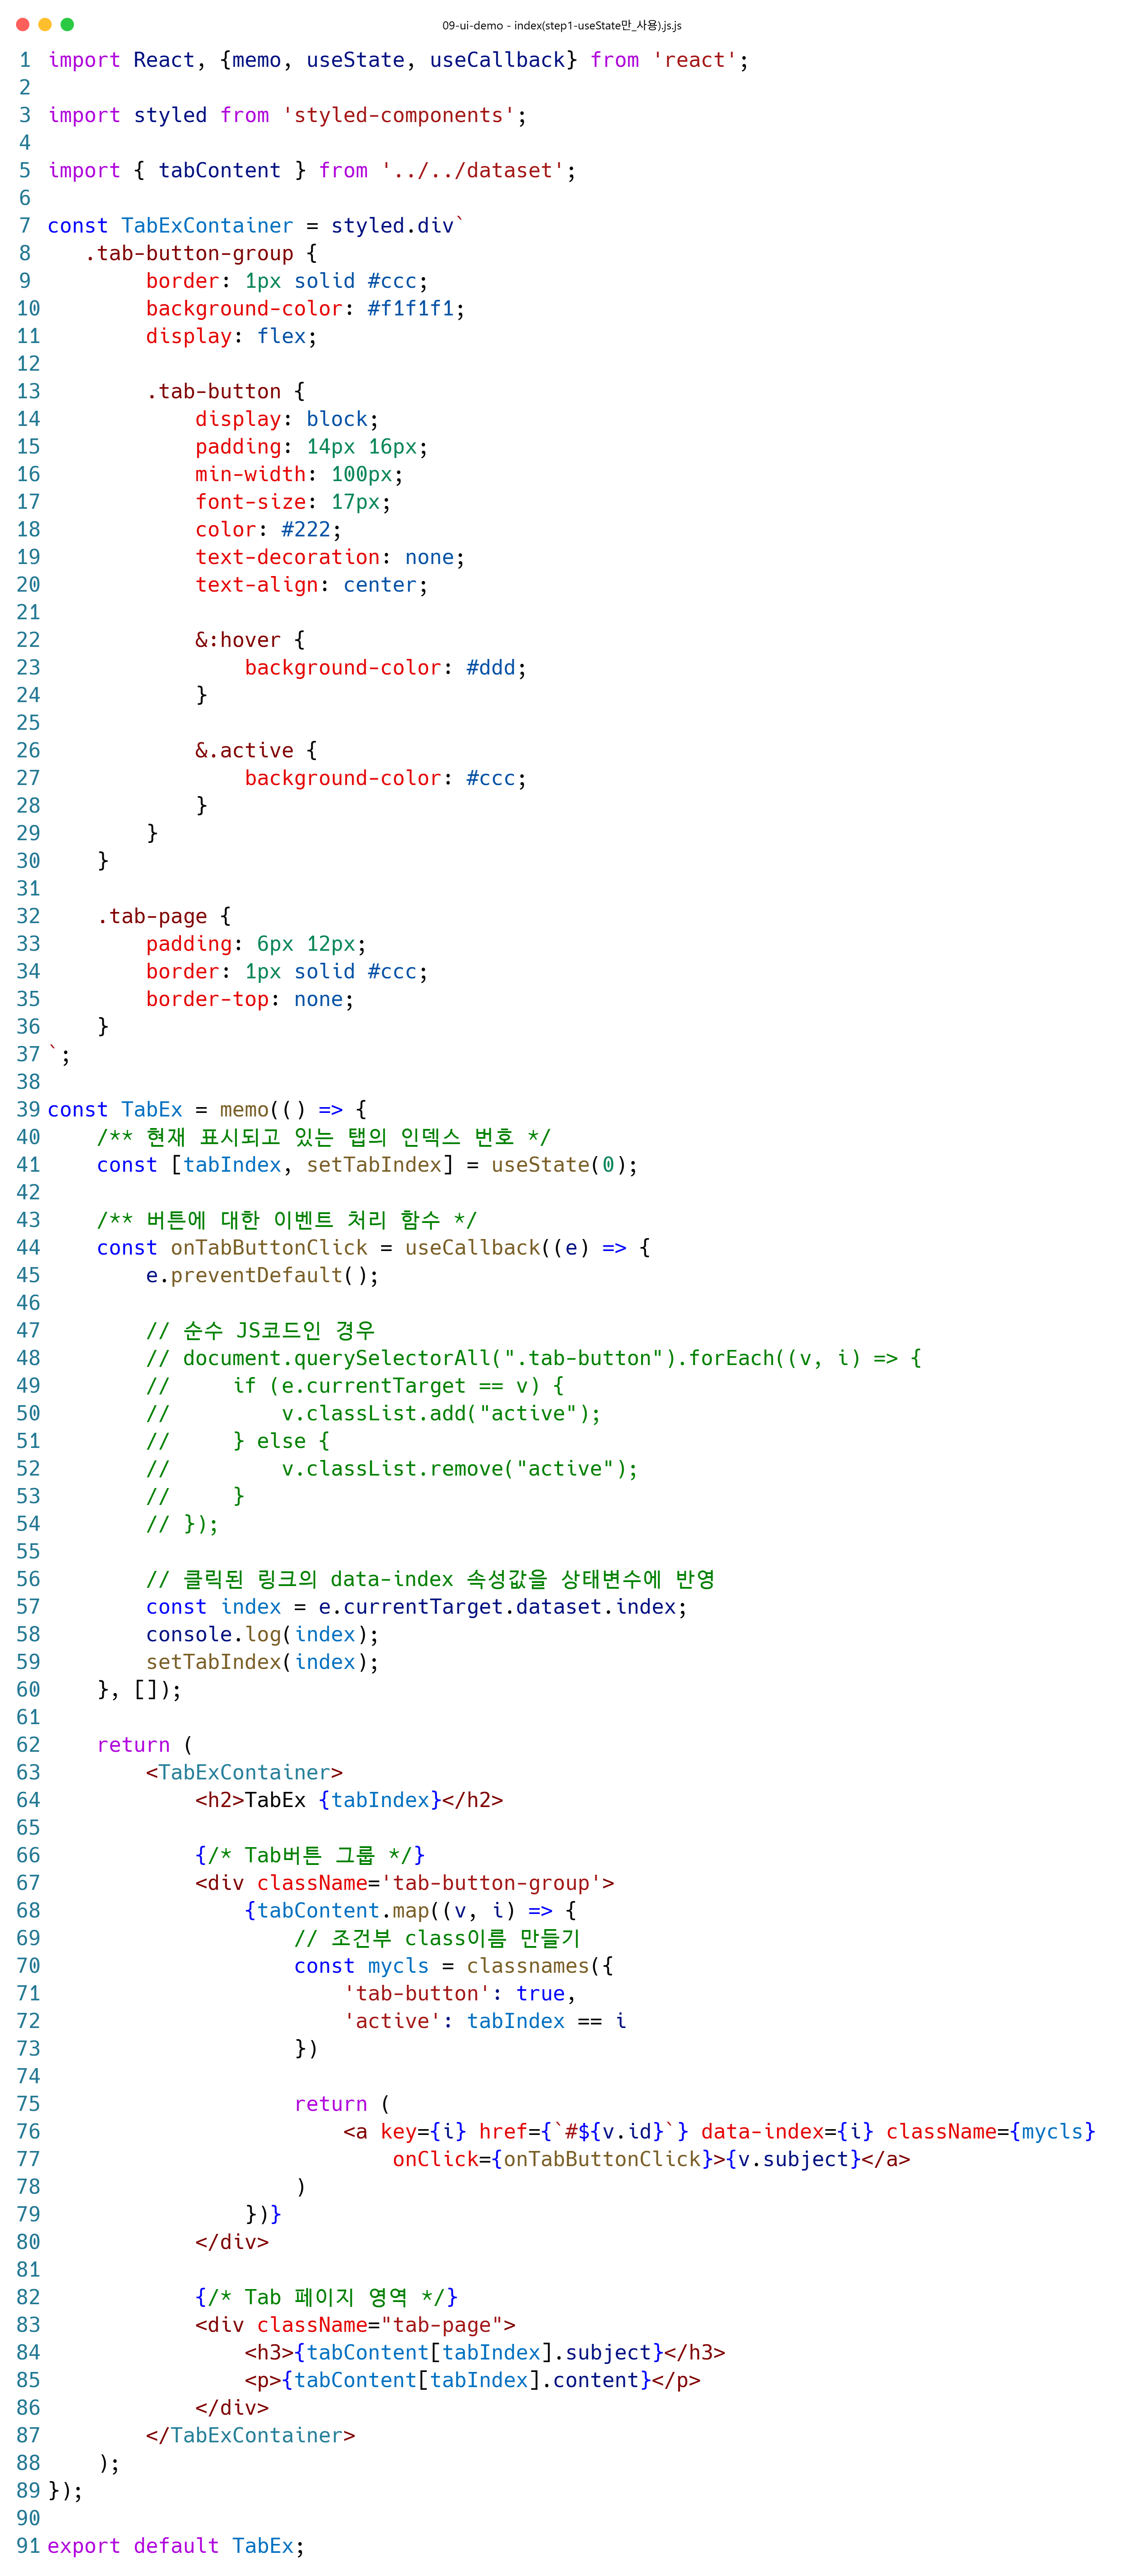 09-ui-demo - index(step1-useState만_사용).js.js
1 import React, {memo, useState, useCallback} from 'react';
2
3 import styled from 'styled-components';
4
5 import { tabContent } from '../../dataset';
6
7 const TabExContainer = styled.div`
8    .tab-button-group {
9         border: 1px solid #ccc;
10         background-color: #f1f1f1;
11         display: flex;
12
13         .tab-button {
14             display: block;
15             padding: 14px 16px;
16             min-width: 100px;
17             font-size: 17px;
18             color: #222;
19             text-decoration: none;
20             text-align: center;
21
22             &:hover {
23                 background-color: #ddd;
24             }
25
26             &.active {
27                 background-color: #ccc;
28             }
29         }
30     }
31
32     .tab-page {
33         padding: 6px 12px;
34         border: 1px solid #ccc;
35         border-top: none;
36     }
37 `;
38
39 const TabEx = memo(() => {
40     /** 현재 표시되고 있는 탭의 인덱스 번호 */
41     const [tabIndex, setTabIndex] = useState(0);
42
43     /** 버튼에 대한 이벤트 처리 함수 */
44     const onTabButtonClick = useCallback((e) => {
45         e.preventDefault();
46
47         // 순수 JS코드인 경우
48         // document.querySelectorAll(".tab-button").forEach((v, i) => {
49         //     if (e.currentTarget == v) {
50         //         v.classList.add("active");
51         //     } else {
52         //         v.classList.remove("active");
53         //     }
54         // });
55
56         // 클릭된 링크의 data-index 속성값을 상태변수에 반영
57         const index = e.currentTarget.dataset.index;
58         console.log(index);
59         setTabIndex(index);
60     }, []);
61
62     return (
63         <TabExContainer>
64             <h2>TabEx {tabIndex}</h2>
65
66             {/* Tab버튼 그룹 */}
67             <div className='tab-button-group'>
68                 {tabContent.map((v, i) => {
69                     // 조건부 class이름 만들기
70                     const mycls = classnames({
71                         'tab-button': true,
72                         'active': tabIndex == i
73                     })
74
75                     return (
76                         <a key={i} href={`#${v.id}`} data-index={i} className={mycls}
77                             onClick={onTabButtonClick}>{v.subject}</a>
78                     )
79                 })}
80             </div>
81
82             {/* Tab 페이지 영역 */}
83             <div className="tab-page">
84                 <h3>{tabContent[tabIndex].subject}</h3>
85                 <p>{tabContent[tabIndex].content}</p>
86             </div>
87         </TabExContainer>
88     );
89 });
90
91 export default TabEx;